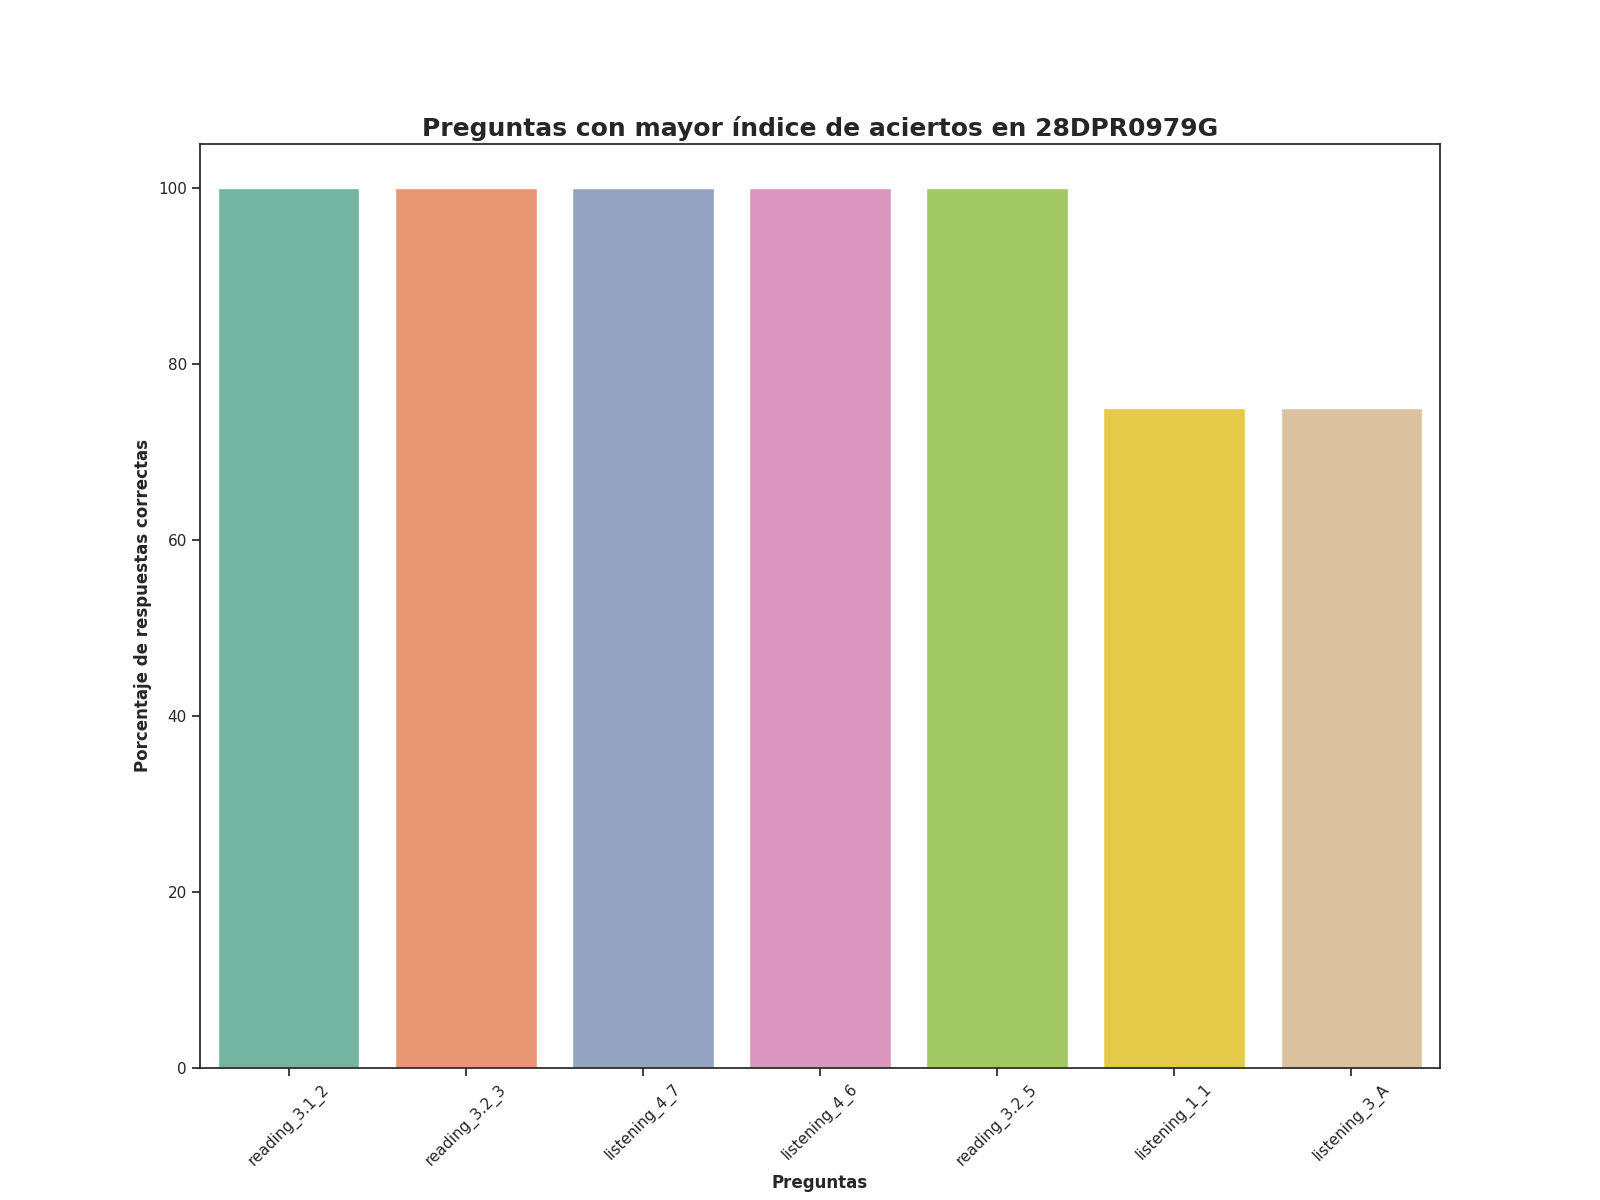 Preguntas con mayor índice de aciertos en 28DPR0979G
Porcentaje de respuestas correctas
100
80
60
40
20
0
reading_3.1_2
reading_3.2_3
listening_4_7
listening_4_6
reading_3.2_5
listening_1_1
listening_3_A
Preguntas